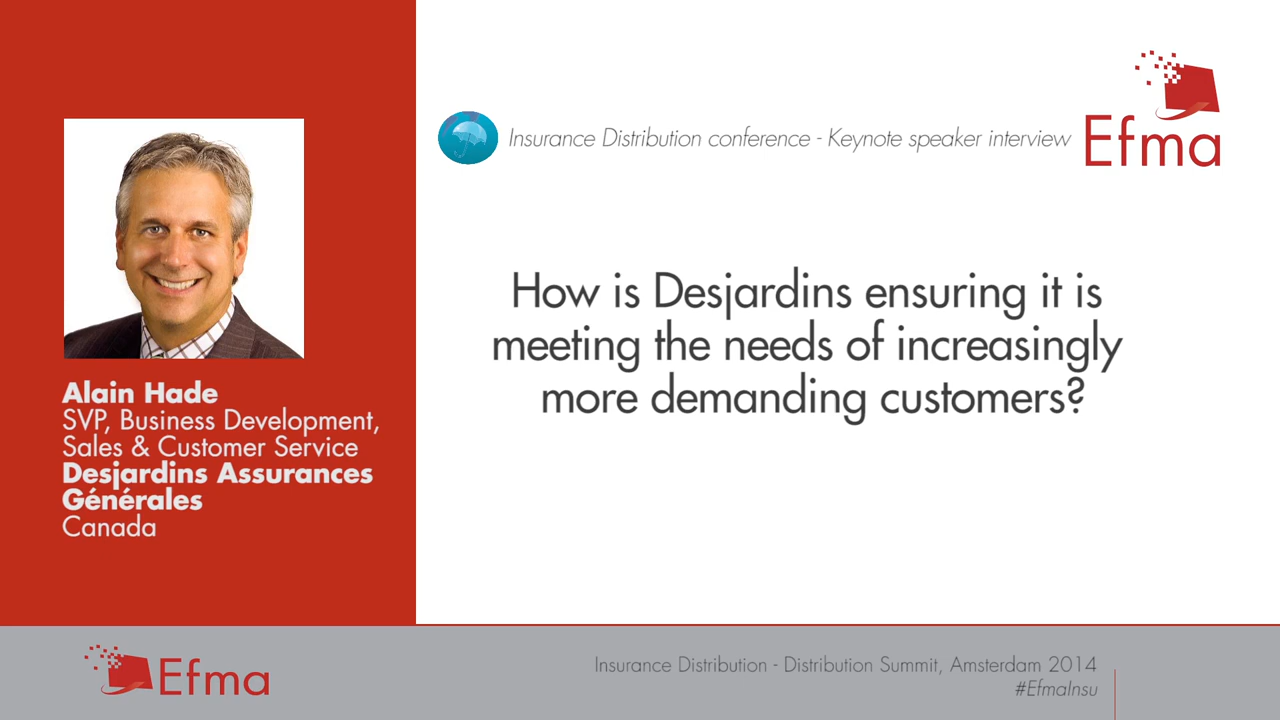 Insurance Distribution conference - Keynote speaker interview
Efma
How is Desjardins ensuring it is
meeting the needs of increasingly
more demanding customers?
Alain Hade
SVP, Business Development,
Sales & Customer Service
Desjardins Assurances
Générales
Canada
Efma
Insurance Distribution - Distribution Summit, Amsterdam 2014
#EfmaInsu